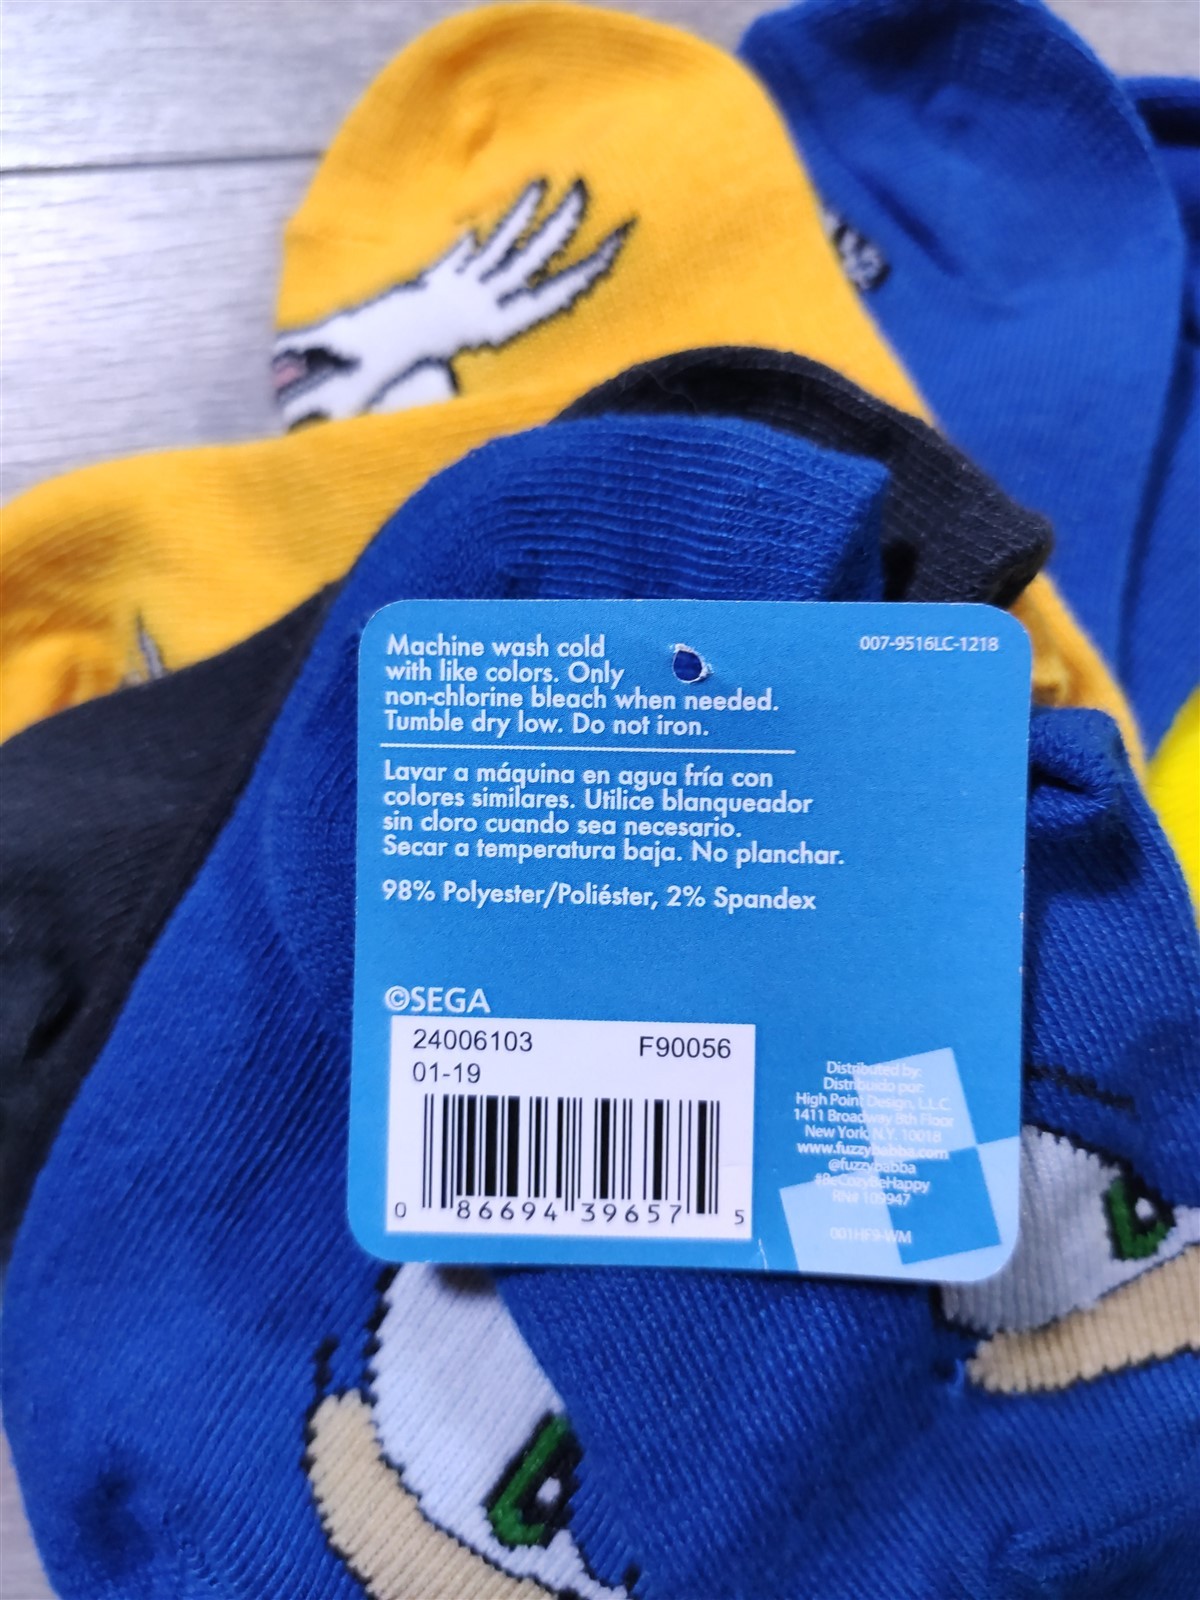 Machine wash cold
with like colors. Only
non-chlorine bleach when needed.
Tumble dry low. Do not iron.
007-9516LC-1218
Lavar a máquina en agua fría con
colores similares. Utilice blanqueador
sin cloro cuando sea necesario.
Secar a temperatura baja. No planchar.
98% Polyester/Poliéster, 2% Spandex
©SEGA
24006103 F90056
01-19
0 86694 39657 5
Distributed by:
Distribuido por:
High Point Design, L.L.C.
1411 Broadway 8th Floor
New York, N.Y. 10018
www.fuzzybabba.com
@fuzzybabba
#BeCozyBeHappy
RN# 109947
001HF9-WM